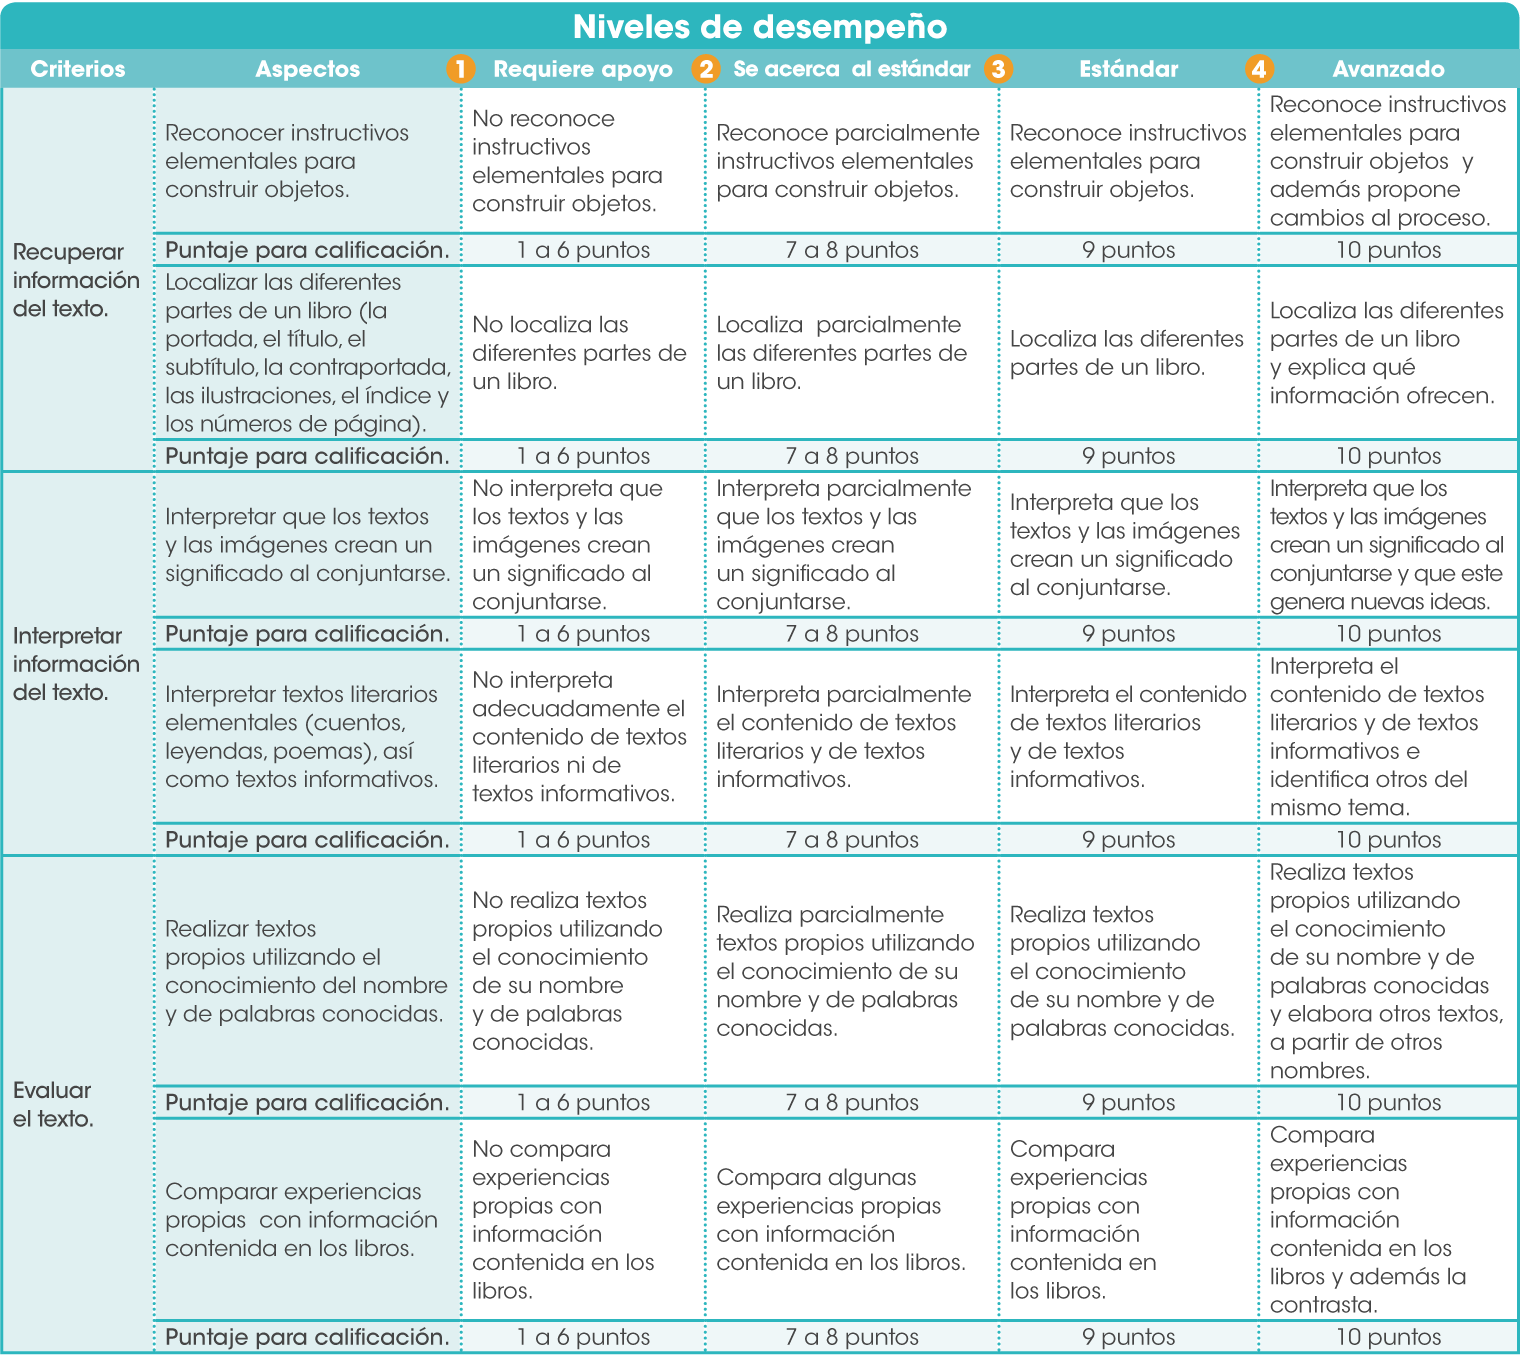 Niveles de desempeño
Criterios
Aspectos
1 Requiere apoyo
2 Se acerca al estándar
3 Estándar
4 Avanzado
Recuperar
información
del texto.
Reconocer instructivos
elementales para
construir objetos.
No reconoce
instructivos
elementales para
construir objetos.
Reconoce parcialmente
instructivos elementales
para construir objetos.
Reconoce instructivos
elementales para
construir objetos.
Reconoce instructivos
elementales para
construir objetos y
además propone
cambios al proceso.
Puntaje para calificación.
1 a 6 puntos
7 a 8 puntos
9 puntos
10 puntos
Localizar las diferentes
partes de un libro (la
portada, el título, el
subtítulo, la contraportada,
las ilustraciones, el índice y
los números de página).
No localiza las
diferentes partes de
un libro.
Localiza parcialmente
las diferentes partes de
un libro.
Localiza las diferentes
partes de un libro.
Localiza las diferentes
partes de un libro
y explica qué
información ofrecen.
Puntaje para calificación.
1 a 6 puntos
7 a 8 puntos
9 puntos
10 puntos
Interpretar
información
del texto.
Interpretar que los textos
y las imágenes crean un
significado al conjuntarse.
No interpreta que
los textos y las
imágenes crean
un significado al
conjuntarse.
Interpreta parcialmente
que los textos y las
imágenes crean
un significado al
conjuntarse.
Interpreta que los
textos y las imágenes
crean un significado
al conjuntarse.
Interpreta que los
textos y las imágenes
crean un significado al
conjuntarse y que este
genera nuevas ideas.
Puntaje para calificación.
1 a 6 puntos
7 a 8 puntos
9 puntos
10 puntos
Interpretar textos literarios
elementales (cuentos,
leyendas, poemas), así
como textos informativos.
No interpreta
adecuadamente el
contenido de textos
literarios ni de
textos informativos.
Interpreta parcialmente
el contenido de textos
literarios y de textos
informativos.
Interpreta el contenido
de textos literarios
y de textos
informativos.
Interpreta el
contenido de textos
literarios y de textos
informativos e
identifica otros del
mismo tema.
Puntaje para calificación.
1 a 6 puntos
7 a 8 puntos
9 puntos
10 puntos
Evaluar
el texto.
Realizar textos
propios utilizando el
conocimiento del nombre
y de palabras conocidas.
No realiza textos
propios utilizando
el conocimiento
de su nombre
y de palabras
conocidas.
Realiza parcialmente
textos propios utilizando
el conocimiento de su
nombre y de palabras
conocidas.
Realiza textos
propios utilizando
el conocimiento
de su nombre y de
palabras conocidas.
Realiza textos
propios utilizando
el conocimiento
de su nombre y de
palabras conocidas
y elabora otros textos,
a partir de otros
nombres.
Puntaje para calificación.
1 a 6 puntos
7 a 8 puntos
9 puntos
10 puntos
Comparar experiencias
propias con información
contenida en los libros.
No compara
experiencias
propias con
información
contenida en los
libros.
Compara algunas
experiencias propias
con información
contenida en los libros.
Compara
experiencias
propias con
información
contenida en
los libros.
Compara
experiencias
propias con
información
contenida en los
libros y además la
contrasta.
Puntaje para calificación.
1 a 6 puntos
7 a 8 puntos
9 puntos
10 puntos